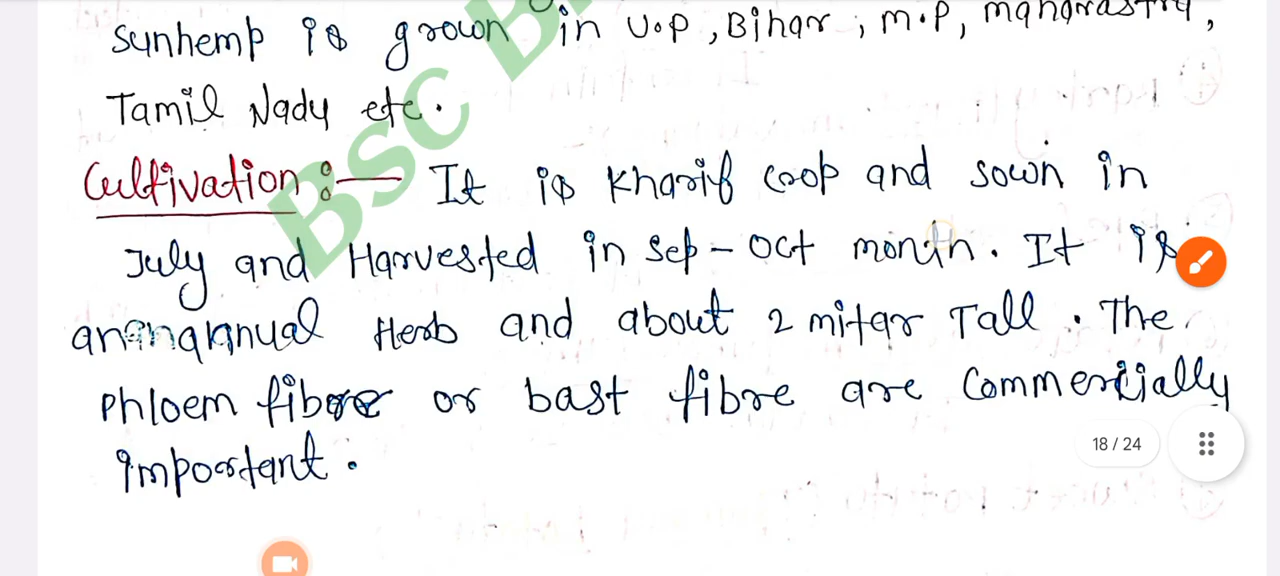 Sunhemp is grown in U.P, Bihar, M.P, Maharastra,
Tamil Nadu etc.
Cultivation :— It is Kharif crop and sown in
July and Harvested in Sep - Oct month. It is
annual Herb and about 2 mitar Tall. The
Phloem fibre or bast fibre are Commercially
important.
18 / 24
BSC B